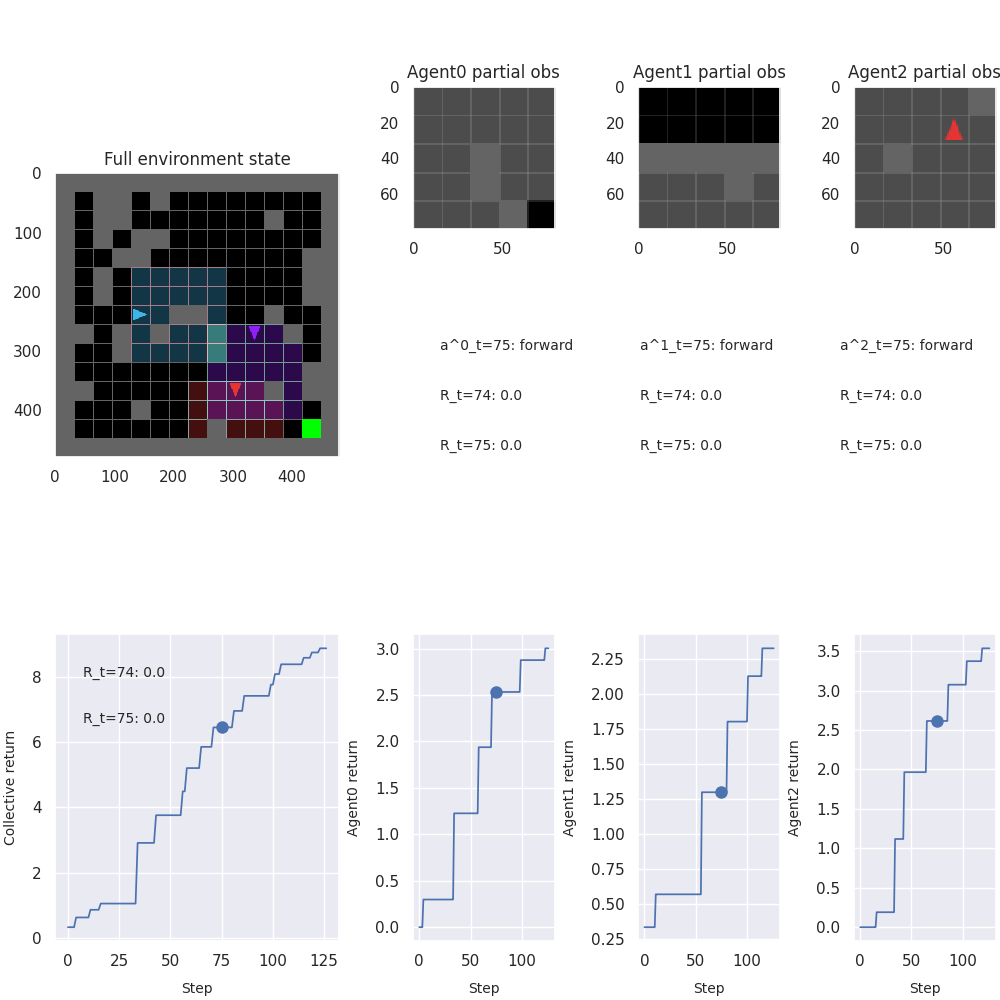 Agent0 partial obs
Agent1 partial obs
Agent2 partial obs
0
20
40
60
0 50
0
20
40
60
0 50
0
20
40
60
0 50
Full environment state
0
100
200
300
400
0 100 200 300 400
a^0_t=75: forward
a^1_t=75: forward
a^2_t=75: forward
R_t=74: 0.0
R_t=74: 0.0
R_t=74: 0.0
R_t=75: 0.0
R_t=75: 0.0
R_t=75: 0.0
Collective return
8
6
4
2
0
R_t=74: 0.0
R_t=75: 0.0
0 25 50 75 100 125
Step
Agent0 return
3.0
2.5
2.0
1.5
1.0
0.5
0.0
0 100
Step
Agent1 return
2.25
2.00
1.75
1.50
1.25
1.00
0.75
0.50
0.25
0 100
Step
Agent2 return
3.5
3.0
2.5
2.0
1.5
1.0
0.5
0.0
0 50 100
Step